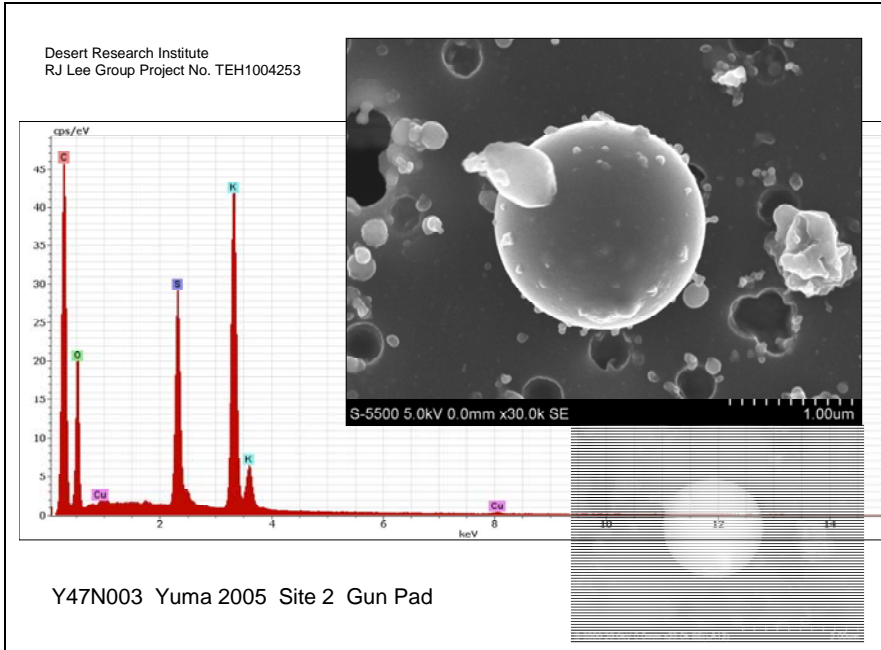 Desert Research Institute
RJ Lee Group Project No. TEH1004253
cps/eV
C
K
S
O
K
Cu
Cu
45
40
35
30
25
20
15
10
5
0
2
4
6
8
10
12
14
keV
S-5500 5.0kV 0.0mm x30.0k SE
1.00um
Y47N003 Yuma 2005 Site 2 Gun Pad